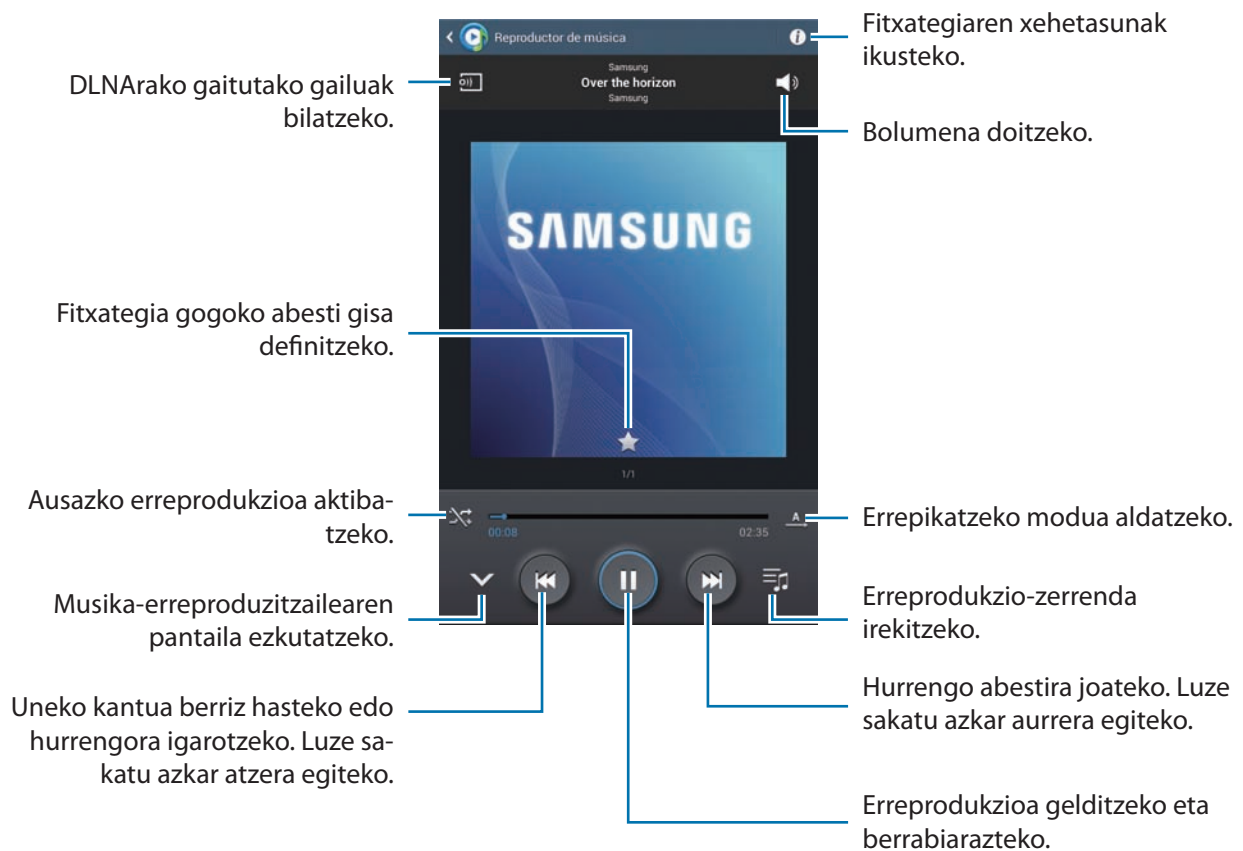 Reproductor de música
Samsung
Over the horizon
Samsung
SAMSUNG
1/1
00:08
02:35
A
DLNArako gaitutako gailuak
bilatzeko.
Fitxategia gogoko abesti gisa
definitzeko.
Ausazko erreprodukzioa aktiba-
tzeko.
Musika-erreproduzitzailearen
pantaila ezkutatzeko.
Uneko kantua berriz hasteko edo
hurrengora igarotzeko. Luze sa-
katu azkar atzera egiteko.
Fitxategiaren xehetasunak
ikusteko.
Bolumena doitzeko.
Errepikatzeko modua aldatzeko.
Erreprodukzio-zerrenda
irekitzeko.
Hurrengo abestira joateko. Luze
sakatu azkar aurrera egiteko.
Erreprodukzioa gelditzeko eta
berrabiarazteko.